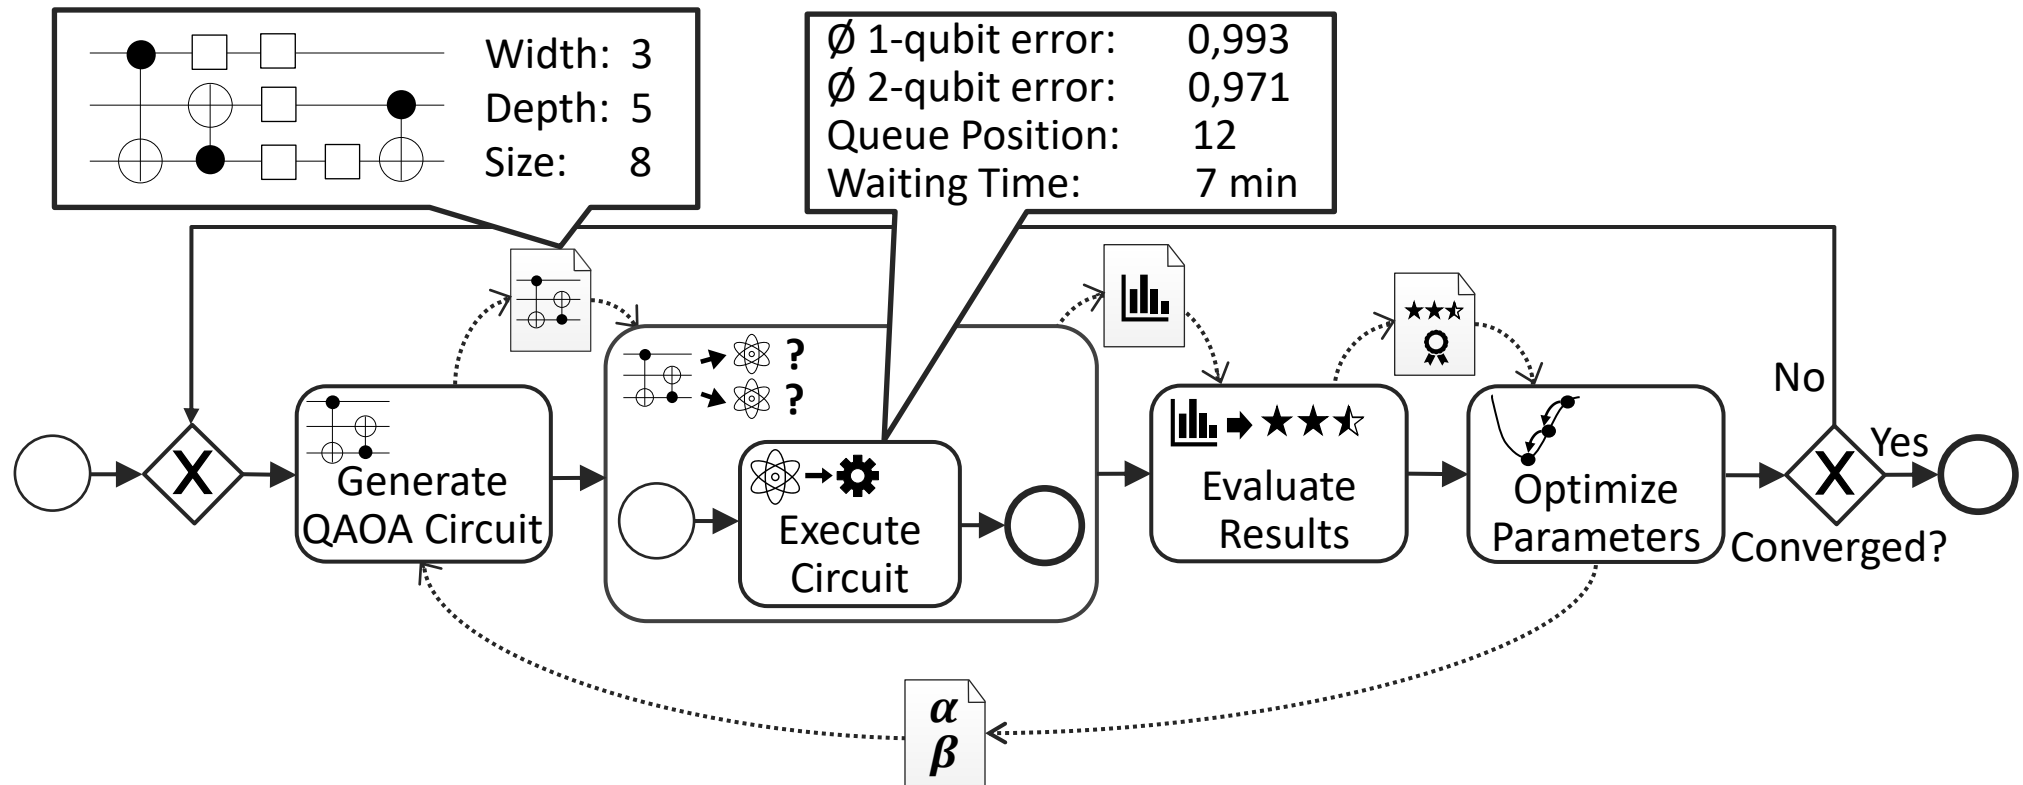 Width: 3
Depth: 5
Size: 8
Ø 1-qubit error: 0,993
Ø 2-qubit error: 0,971
Queue Position: 12
Waiting Time: 7 min
?
?
No
Yes
X
Generate
QAOA Circuit
Execute
Circuit
Evaluate
Results
Optimize
Parameters
X
Converged?
α
β